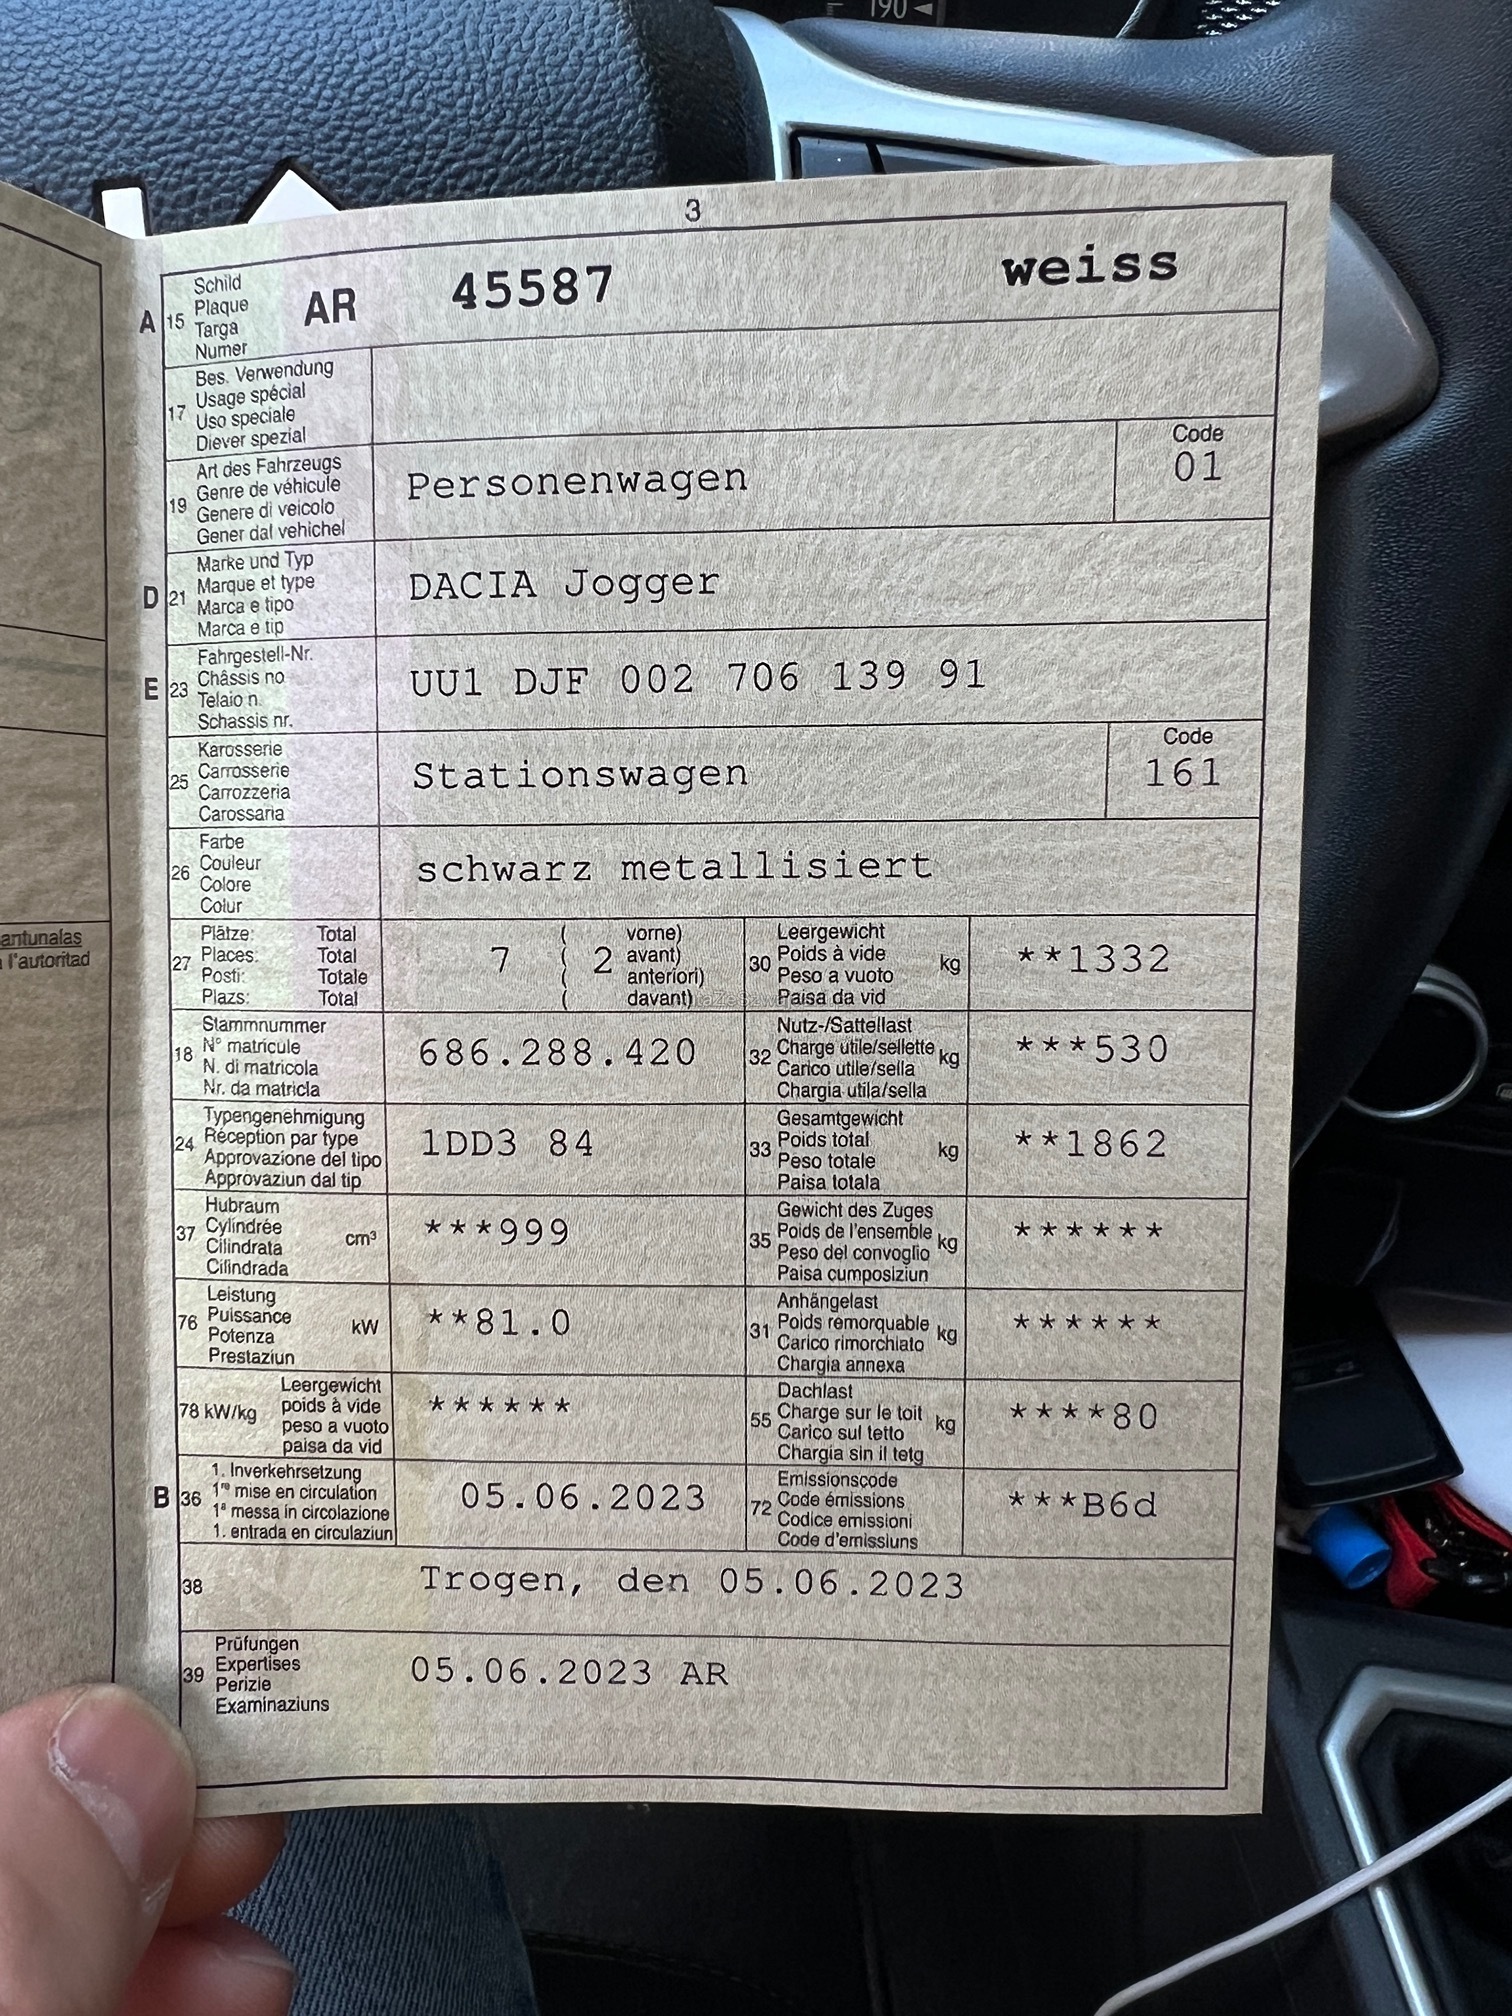 190
3
A 15 Schild AR 45587 weiss
Plaque
Targa
Numer
17 Bes. Verwendung
Usage spécial
Uso speciale
Diever spezial
19 Art des Fahrzeugs Personenwagen Code
Genre de véhicule 01
Genere di veicolo
Gener dal vehichel
D 21 Marke und Typ DACIA Jogger
Marque et type
Marca e tipo
Marca e tip
E 23 Fahrgestell-Nr. UU1 DJF 002 706 139 91
Châssis no
Telaio n.
Schassis nr.
25 Karosserie Stationswagen Code
Carrosserie 161
Carrozzeria
Carossaria
26 Farbe schwarz metallisiert
Couleur
Colore
Colur
antunalas
l'autoritad
27 Plätze: Total 7 ( 2 vorne)
Places: Total ( avant)
Posti: Totale ( anteriori)
Plazs: Total ( davant)
30 Leergewicht kg **1332
Poids à vide
Peso a vuoto
Paisa da vid
18 Stammnummer 686.288.420
N° matricule
N. di matricola
Nr. da matricla
32 Nutz-/Sattellast kg ***530
Charge utile/sellette
Carico utile/sella
Chargia utila/sella
24 Typengenehmigung 1DD3 84
Réception par type
Approvazione del tipo
Approvaziun dal tip
33 Gesamtgewicht kg **1862
Poids total
Peso totale
Paisa totala
37 Hubraum cm³ ***999
Cylindrée
Cilindrata
Cilindrada
35 Gewicht des Zuges kg ******
Poids de l'ensemble
Peso del convoglio
Paisa cumposiziun
76 Leistung kW **81.0
Puissance
Potenza
Prestaziun
31 Anhängelast kg ******
Poids remorquable
Carico rimorchiato
Chargia annexa
78 kW/kg Leergewicht ******
poids à vide
peso a vuoto
paisa da vid
55 Dachlast kg ****80
Charge sur le toit
Carico sul tetto
Chargia sin il tetg
B 36 1. Inverkehrsetzung 05.06.2023
1re mise en circulation
1a messa in circolazione
1. entrada en circulaziun
72 Emissionscode ***B6d
Code émissions
Codice emissioni
Code d'emissiuns
38 Trogen, den 05.06.2023
39 Prüfungen 05.06.2023 AR
Expertises
Perizie
Examinaziuns